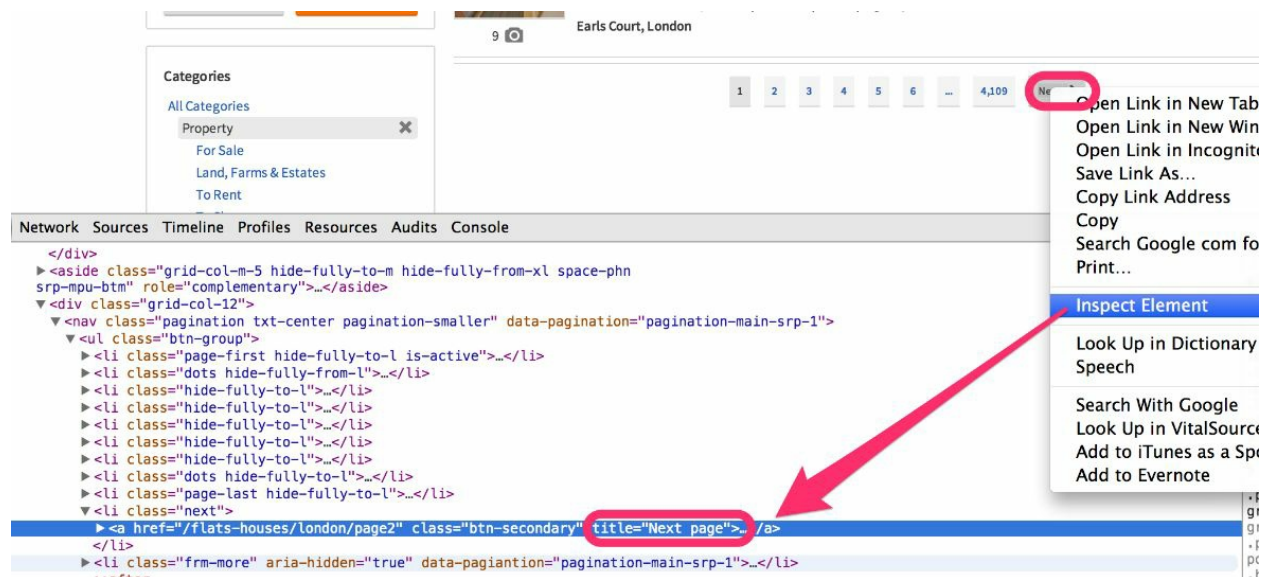 9
Earls Court, London
Categories
All Categories
Property
For Sale
Land, Farms & Estates
To Rent
1 2 3 4 5 6 ... 4,109
Open Link in New Tab
Open Link in New Win
Open Link in Incognit
Save Link As...
Copy Link Address
Copy
Search Google com fo
Print...
Inspect Element
Look Up in Dictionary
Speech
Search With Google
Look Up in VitalSource
Add to iTunes as a Spo
Add to Evernote
Network Sources Timeline Profiles Resources Audits Console
</div>
▶<aside class="grid-col-m-5 hide-fully-to-m hide-fully-from-xl space-phn
srp-mpu-btm" role="complementary">…</aside>
▼<div class="grid-col-12">
▼<nav class="pagination txt-center pagination-smaller" data-pagination="pagination-main-srp-1">
▼<ul class="btn-group">
▶<li class="page-first hide-fully-to-l is-active">…</li>
▶<li class="dots hide-fully-from-l">…</li>
▶<li class="hide-fully-to-l">…</li>
▶<li class="hide-fully-to-l">…</li>
▶<li class="hide-fully-to-l">…</li>
▶<li class="hide-fully-to-l">…</li>
▶<li class="hide-fully-to-l">…</li>
▶<li class="dots hide-fully-to-l">…</li>
▶<li class="page-last hide-fully-to-l">…</li>
▼<li class="next">
▶<a href="/flats-houses/london/page2" class="btn-secondary" title="Next page">… /a>
</li>
▶<li class="frm-more" aria-hidden="true" data-pagiantion="pagination-main-srp-1">…</li>